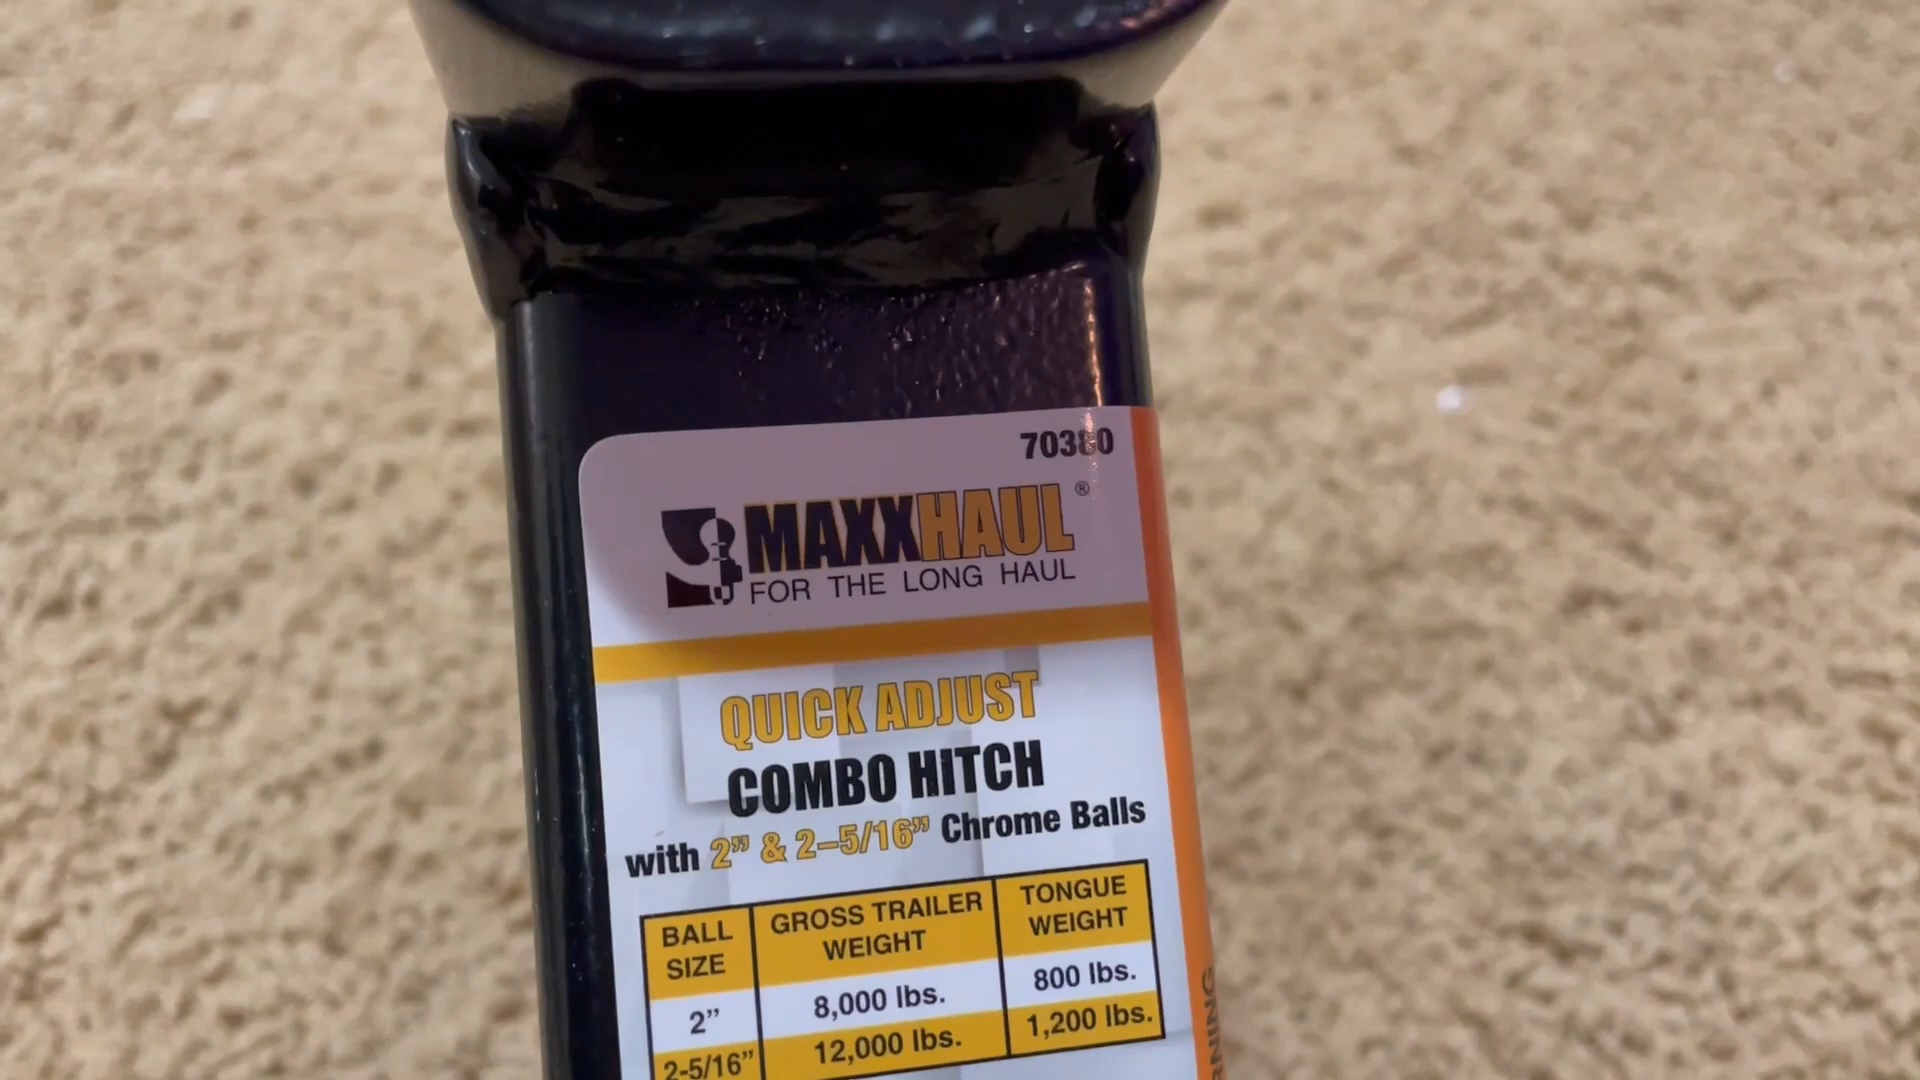 70380
MAXXHAUL®
FOR THE LONG HAUL
QUICK ADJUST
COMBO HITCH
with 2” & 2–5/16” Chrome Balls
BALL SIZE GROSS TRAILER WEIGHT TONGUE WEIGHT
2” 8,000 lbs. 800 lbs.
2-5/16” 12,000 lbs. 1,200 lbs.